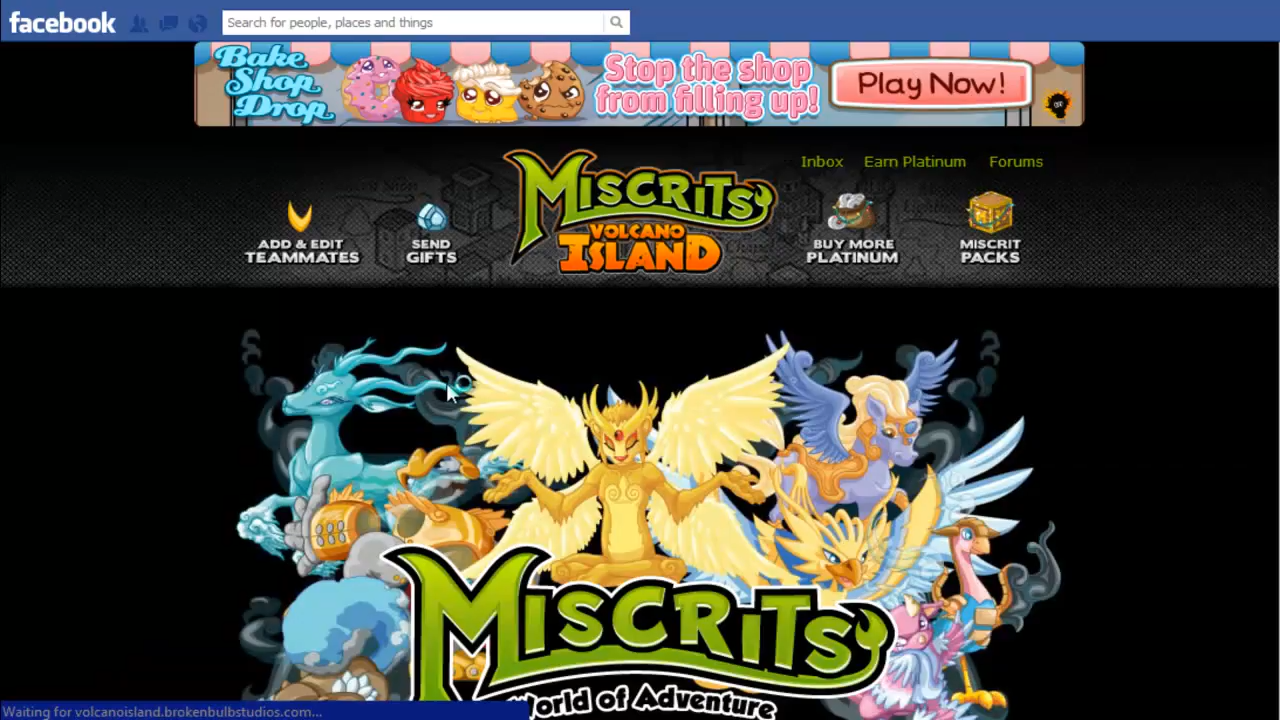 facebook
Search for people, places and things
Bake
Shop
Drop
Stop the shop
from filling up!
Play Now!
Inbox
Earn Platinum
Forums
MISCRITS
VOLCANO
ISLAND
ADD & EDIT
TEAMMATES
SEND
GIFTS
BUY MORE
PLATINUM
MISCRIT
PACKS
MISCRITS
World of Adventure
Waiting for volcanoisland.brokenbulbstudios.com...